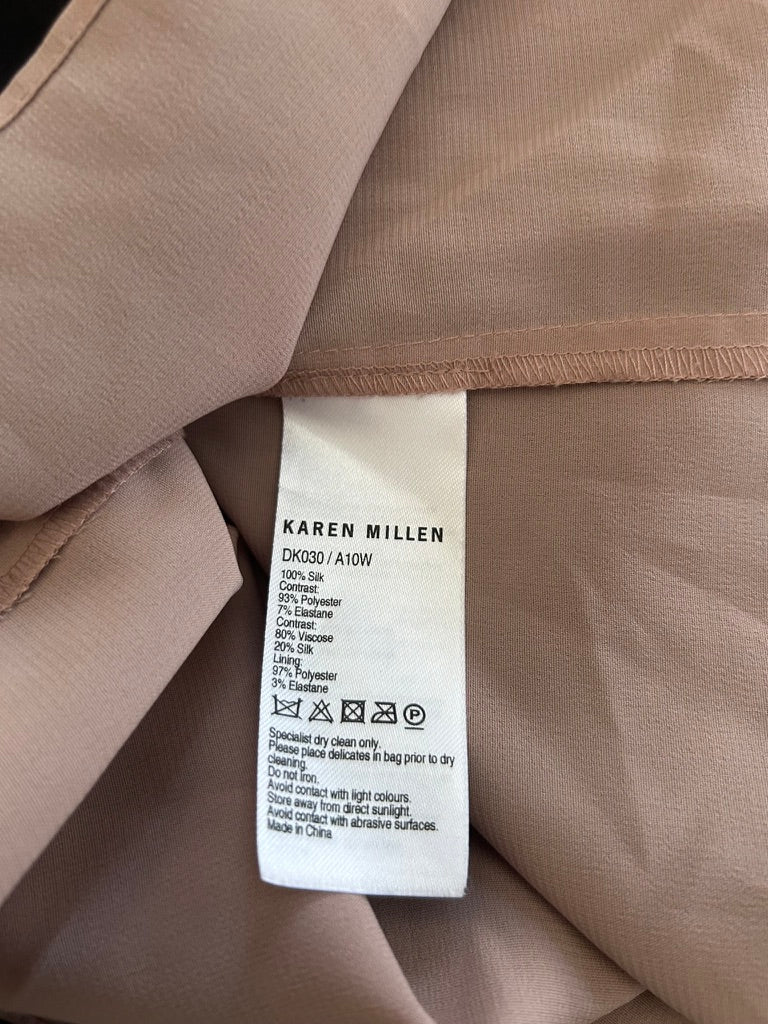 KAREN MILLEN
DK030 / A10W
100% Silk
Contrast:
93% Polyester
7% Elastane
Contrast:
80% Viscose
20% Silk
Lining:
97% Polyester
3% Elastane
P
Specialist dry clean only.
Please place delicates in bag prior to dry
cleaning.
Do not iron.
Avoid contact with light colours.
Store away from direct sunlight.
Avoid contact with abrasive surfaces.
Made in China